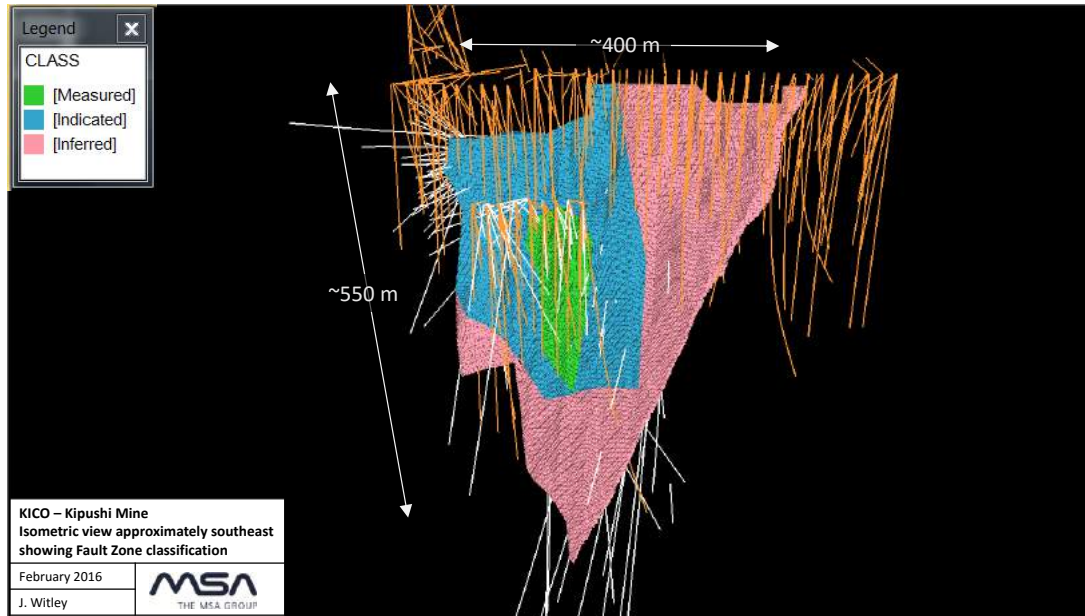 Legend
CLASS
[Measured]
[Indicated]
[Inferred]
~400 m
~550 m
KICO – Kipushi Mine
Isometric view approximately southeast
showing Fault Zone classification
February 2016
J. Witley
MSA
THE MSA GROUP